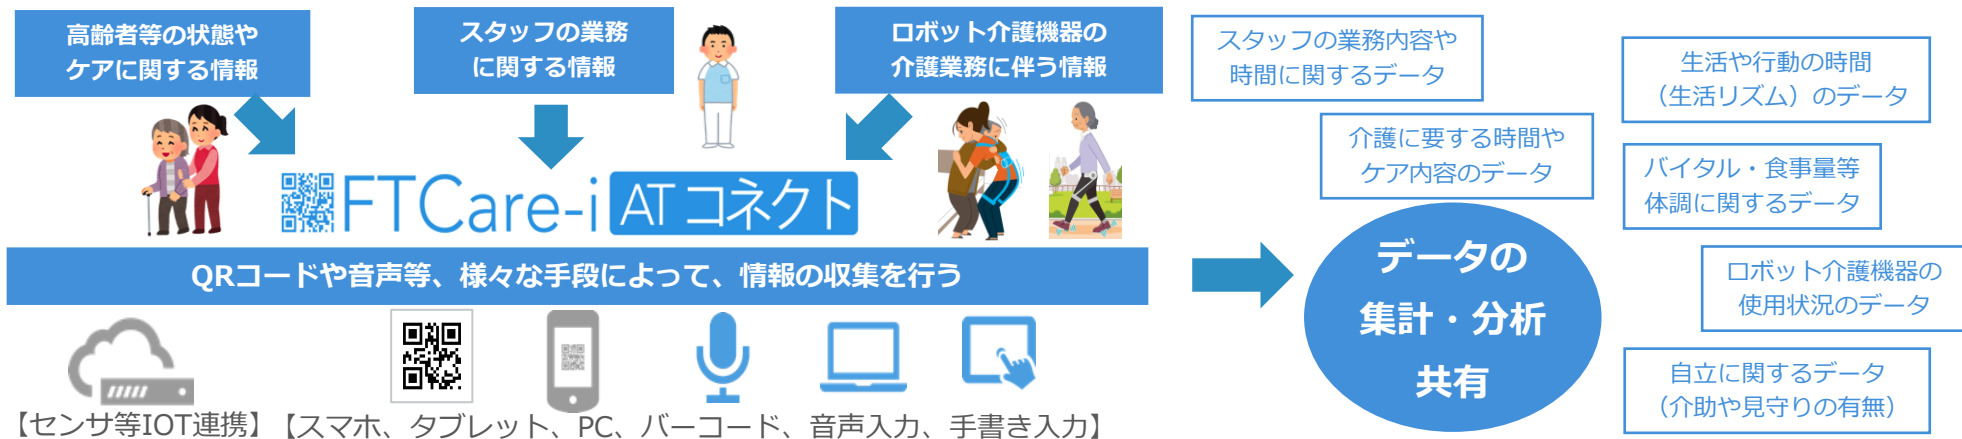 高齢者等の状態や
ケアに関する情報
スタッフの業務
に関する情報
ロボット介護機器の
介護業務に伴う情報
FTCare-i ATコネクト
QRコードや音声等、様々な手段によって、情報の収集を行う
【センサ等IOT連携】
【スマホ、タブレット、PC、バーコード、音声入力、手書き入力】
スタッフの業務内容や
時間に関するデータ
介護に要する時間や
ケア内容のデータ
データの
集計・分析
共有
生活や行動の時間
（生活リズム）のデータ
バイタル・食事量等
体調に関するデータ
ロボット介護機器の
使用状況のデータ
自立に関するデータ
（介助や見守りの有無）